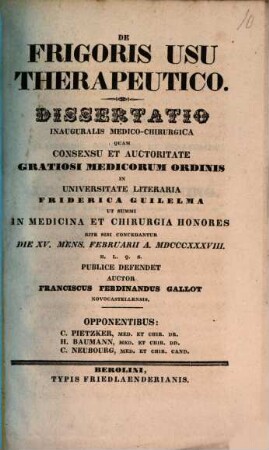 10
DE
FRIGORIS USU
THERAPEUTICO.
DISSERTATIO
INAUGURALIS MEDICO-CHIRURGICA
QUAM
CONSENSU ET AUCTORITATE
GRATIOSI MEDICORUM ORDINIS
IN
UNIVERSITATE LITERARIA
FRIDERICA GUILELMA
UT SUMMI
IN MEDICINA ET CHIRURGIA HONORES
RITE SIBI CONCEDANTUR
DIE XV. MENS. FEBRUARII A. MDCCCXXXVIII.
H. L. Q. S.
PUBLICE DEFENDET
AUCTOR
FRANCISCUS FERDINANDUS GALLOT
NOVOCASTELLENSIS.
OPPONENTIBUS:
C. PIETZKER, MED. ET CHIR. DR.
H. BAUMANN, MED. ET CHIR. DD.
C. NEUBOURG, MED. ET CHIR. CAND.
BEROLINI,
TYPIS FRIEDLAENDERIANIS.